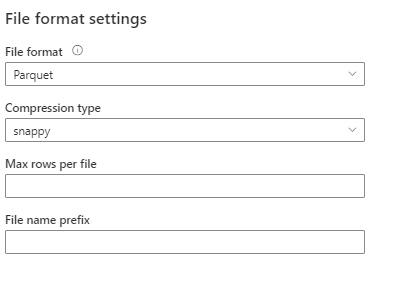 File format settings
File format
Parquet
Compression type
snappy
Max rows per file
File name prefix